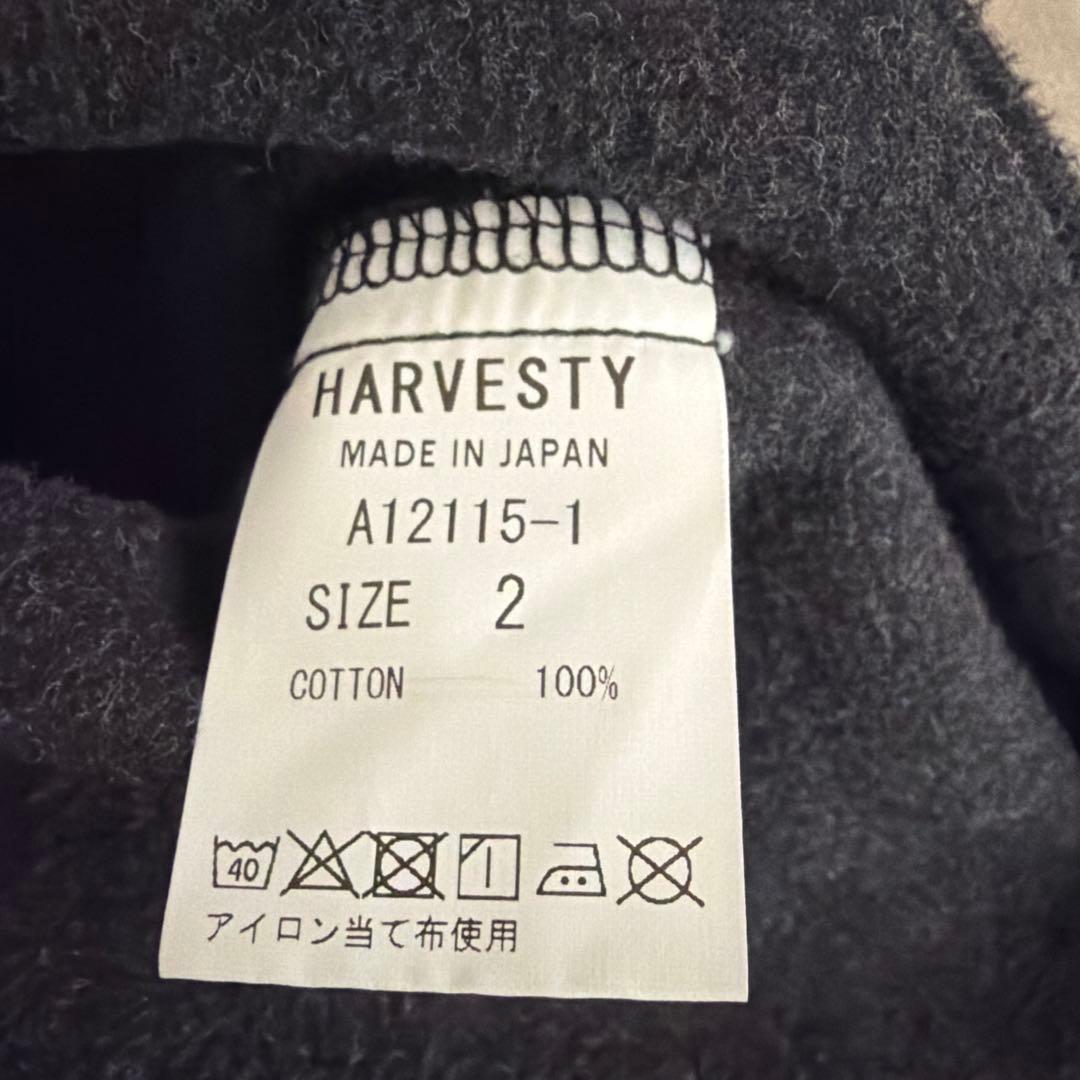 HARVESTY
MADE IN JAPAN
A12115-1
SIZE 2
COTTON 100%
40
アイロン当て布使用